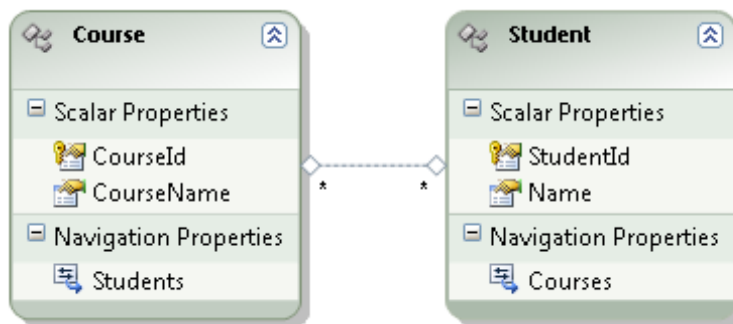 Course
Scalar Properties
CourseId
CourseName
Navigation Properties
Students
* *
Student
Scalar Properties
StudentId
Name
Navigation Properties
Courses